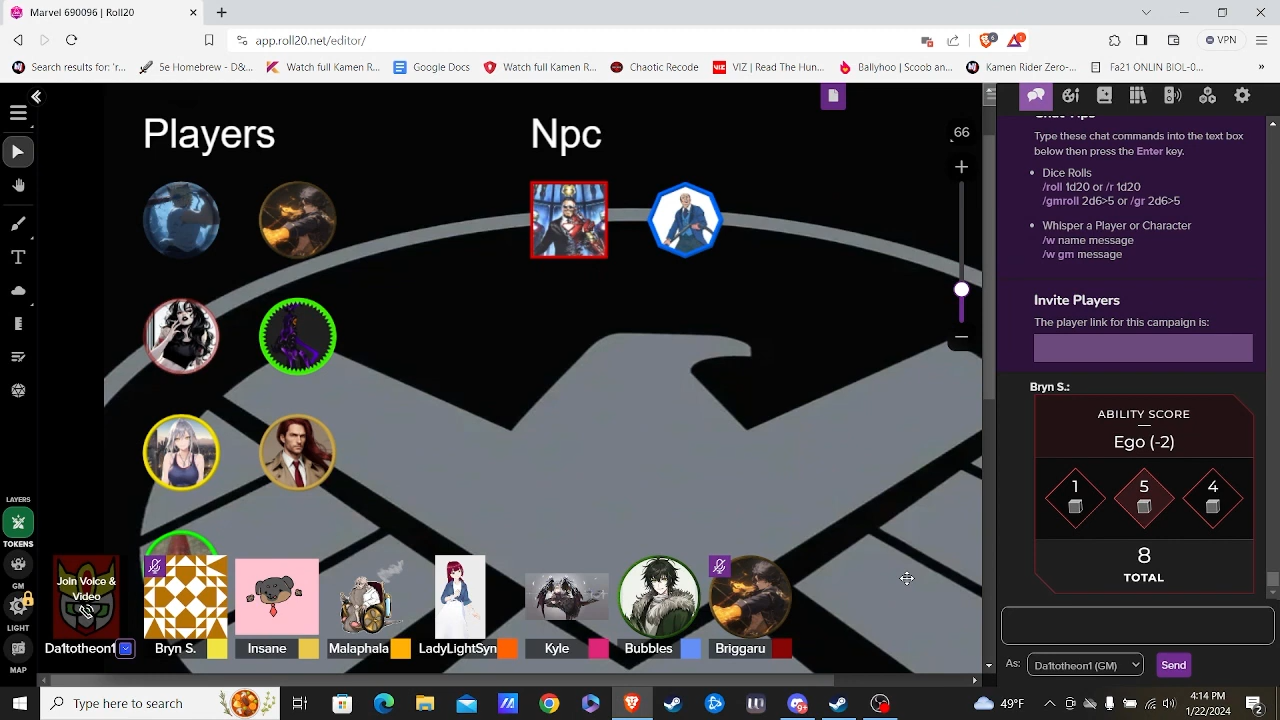 Marvel 690096 | Roll20
app.roll20.net/editor/
VPN
Search results for: 'r...
5e Homebrew - D&...
Watch full Kamen R...
Google Docs
Watch full Kamen R...
Chaotic Recode
VIZ | Read The Hun...
Ballyhoo | Scoob an...
Kamen Rider Zero-...
Fa21 ONLIN BIOL-0...
Players
Npc
66
Type these chat commands into the text box
below then press the Enter key.
Dice Rolls
/roll 1d20 or /r 1d20
/gmroll 2d6>5 or /gr 2d6>5
Whisper a Player or Character
/w name message
/w gm message
Invite Players
The player link for this campaign is:
Bryn S.:
ABILITY SCORE
Ego (-2)
1
5
4
8
TOTAL
LAYERS
TOKENS
GM
LIGHT
MAP
Join Voice &
Video
Da1totheon1
Bryn S.
Insane
Malaphala
LadyLightSyn
Kyle
Bubbles
Briggaru
As:
Da1totheon1 (GM)
Send
Type here to search
49°F
4:14 PM
10/22/2024